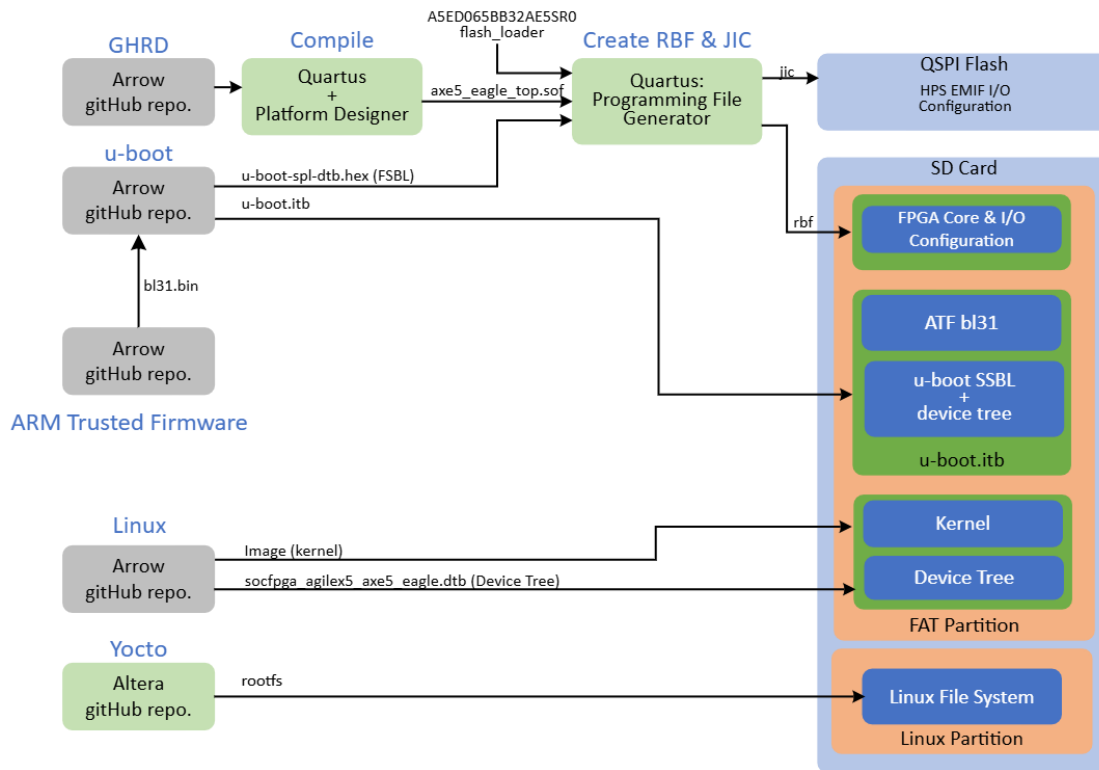 A5ED065BB32AE5SR0
flash_loader
GHRD
Compile
Create RBF & JIC
Arrow
gitHub repo.
Quartus
+
Platform Designer
axe5_eagle_top.sof
Quartus:
Programming File
Generator
jic
QSPI Flash
HPS EMIF I/O
Configuration
u-boot
Arrow
gitHub repo.
u-boot-spl-dtb.hex (FSBL)
u-boot.itb
rbf
SD Card
FPGA Core & I/O
Configuration
bl31.bin
Arrow
gitHub repo.
ARM Trusted Firmware
ATF bl31
u-boot SSBL
+
device tree
u-boot.itb
Linux
Arrow
gitHub repo.
Image (kernel)
socfpga_agilex5_axe5_eagle.dtb (Device Tree)
Kernel
Device Tree
FAT Partition
Yocto
Altera
gitHub repo.
rootfs
Linux File System
Linux Partition